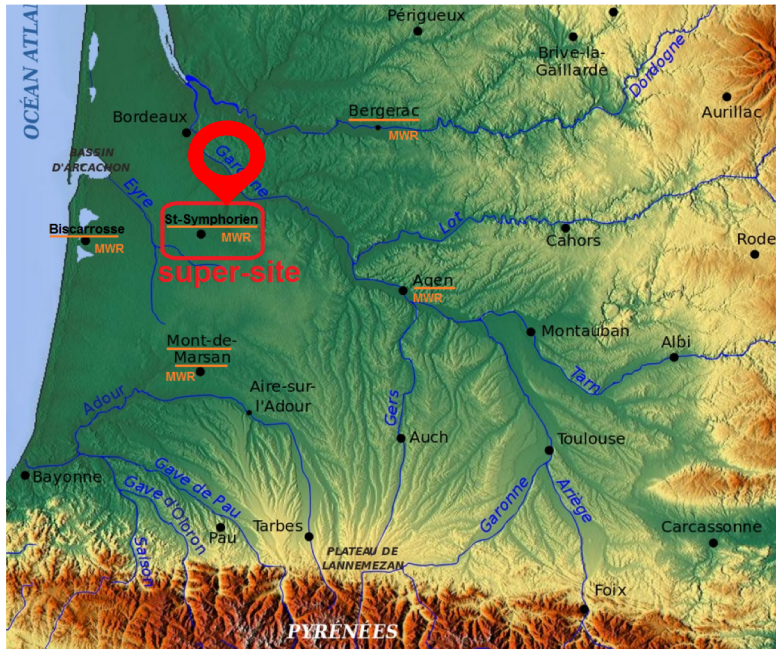 OCÉAN ATLA
Périgueux
Brive-la-
Gaillarde
Dordogne
Aurillac
Bergerac
MWR
Bordeaux
BASSIN
D'ARCACHON
Garonne
Eyre
St-Symphorien
MWR
super-site
Biscarrosse
MWR
Lot
Cahors
Rode
Agen
MWR
Montauban
Albi
Mont-de-
Marsan
MWR
Tarn
Adour
Aire-sur-
l'Adour
Gers
Auch
Toulouse
Bayonne
Gave de Pau
Gave d'Oloron
Saison
Pau
Tarbes
Garonne
Ariège
Carcassonne
PLATEAU DE
LANNEMEZAN
Foix
PYRÉNÉES